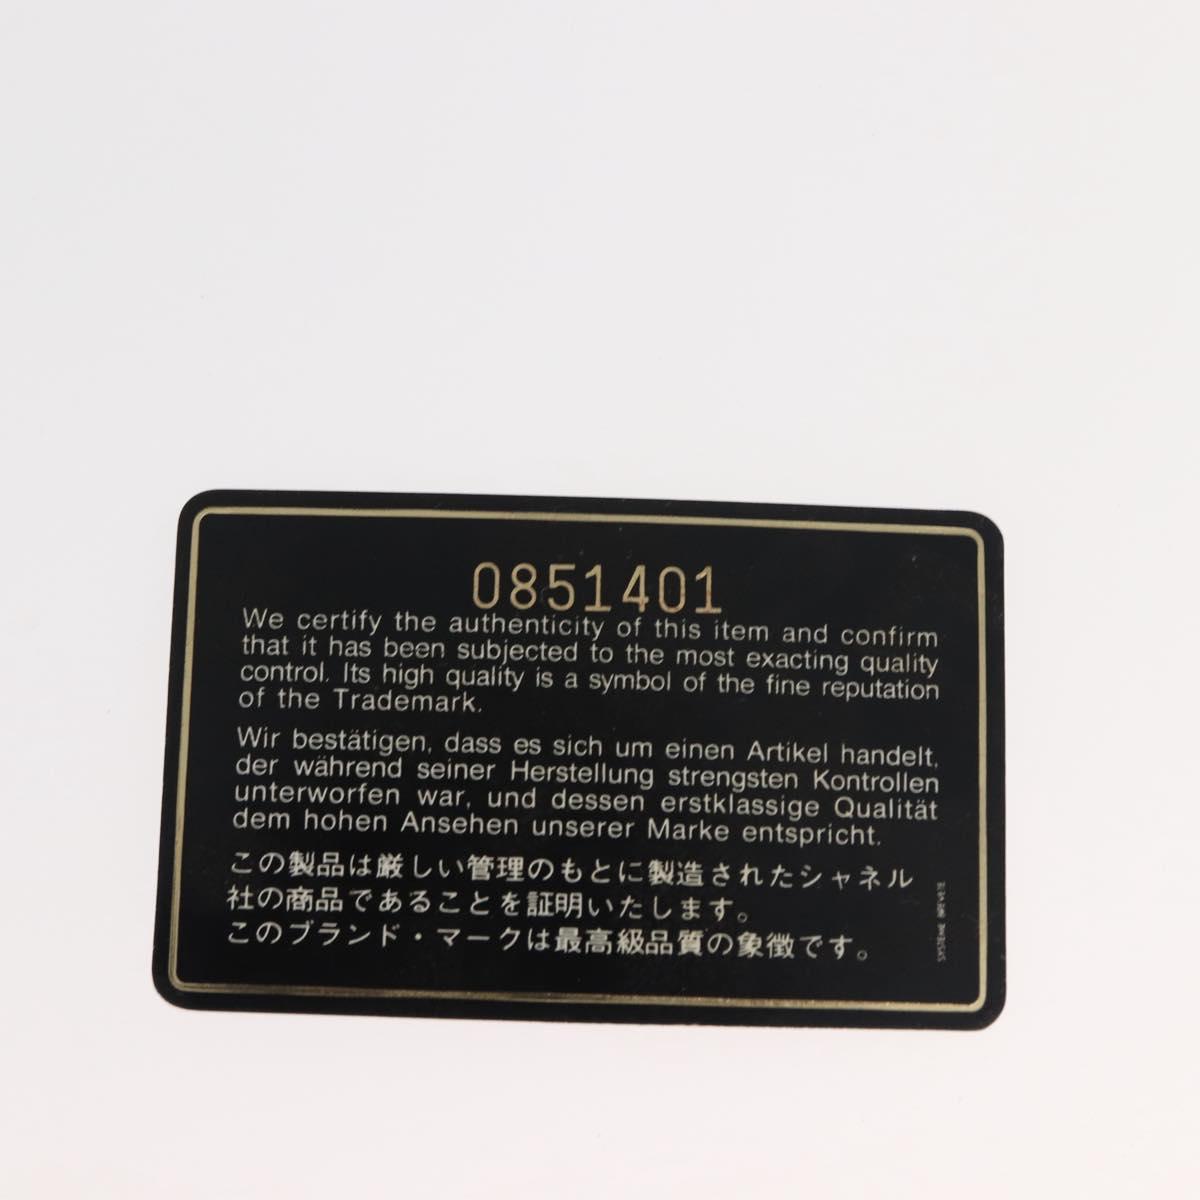 0851401
We certify the authenticity of this item and confirm
that it has been subjected to the most exacting quality
control. Its high quality is a symbol of the fine reputation
of the Trademark.
Wir bestätigen, dass es sich um einen Artikel handelt,
der während seiner Herstellung strengsten Kontrollen
unterworfen war, und dessen erstklassige Qualität
dem hohen Ansehen unserer Marke entspricht.
この製品は厳しい管理のもとに製造されたシャネル
社の商品であることを証明いたします。
このブランド・マークは最高級品質の象徴です。
SYSTEME BREVETE